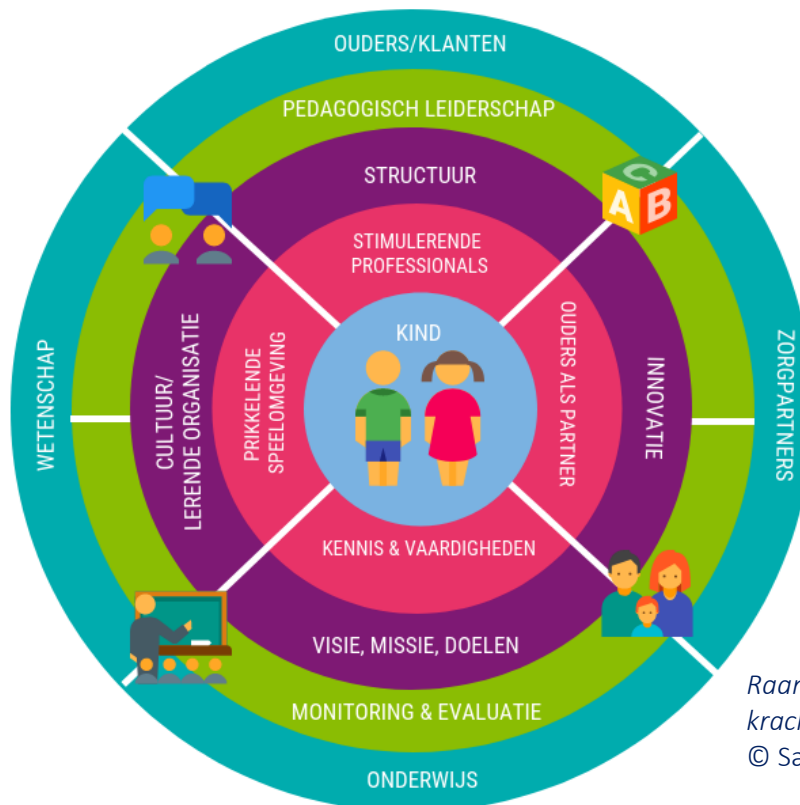 OUDERS/KLANTEN
PEDAGOGISCH LEIDERSCHAP
STRUCTUUR
STIMULERENDE
PROFESSIONALS
KIND
WETENSCHAP
CULTUUR/
LERENDE ORGANISATIE
PRIKKELENDE
SPEELOMGEVING
OUDERS ALS PARTNER
INNOVATIE
ZORGPARTNERS
C
A B
KENNIS & VAARDIGHEDEN
VISIE, MISSIE, DOELEN
MONITORING & EVALUATIE
ONDERWIJS
©